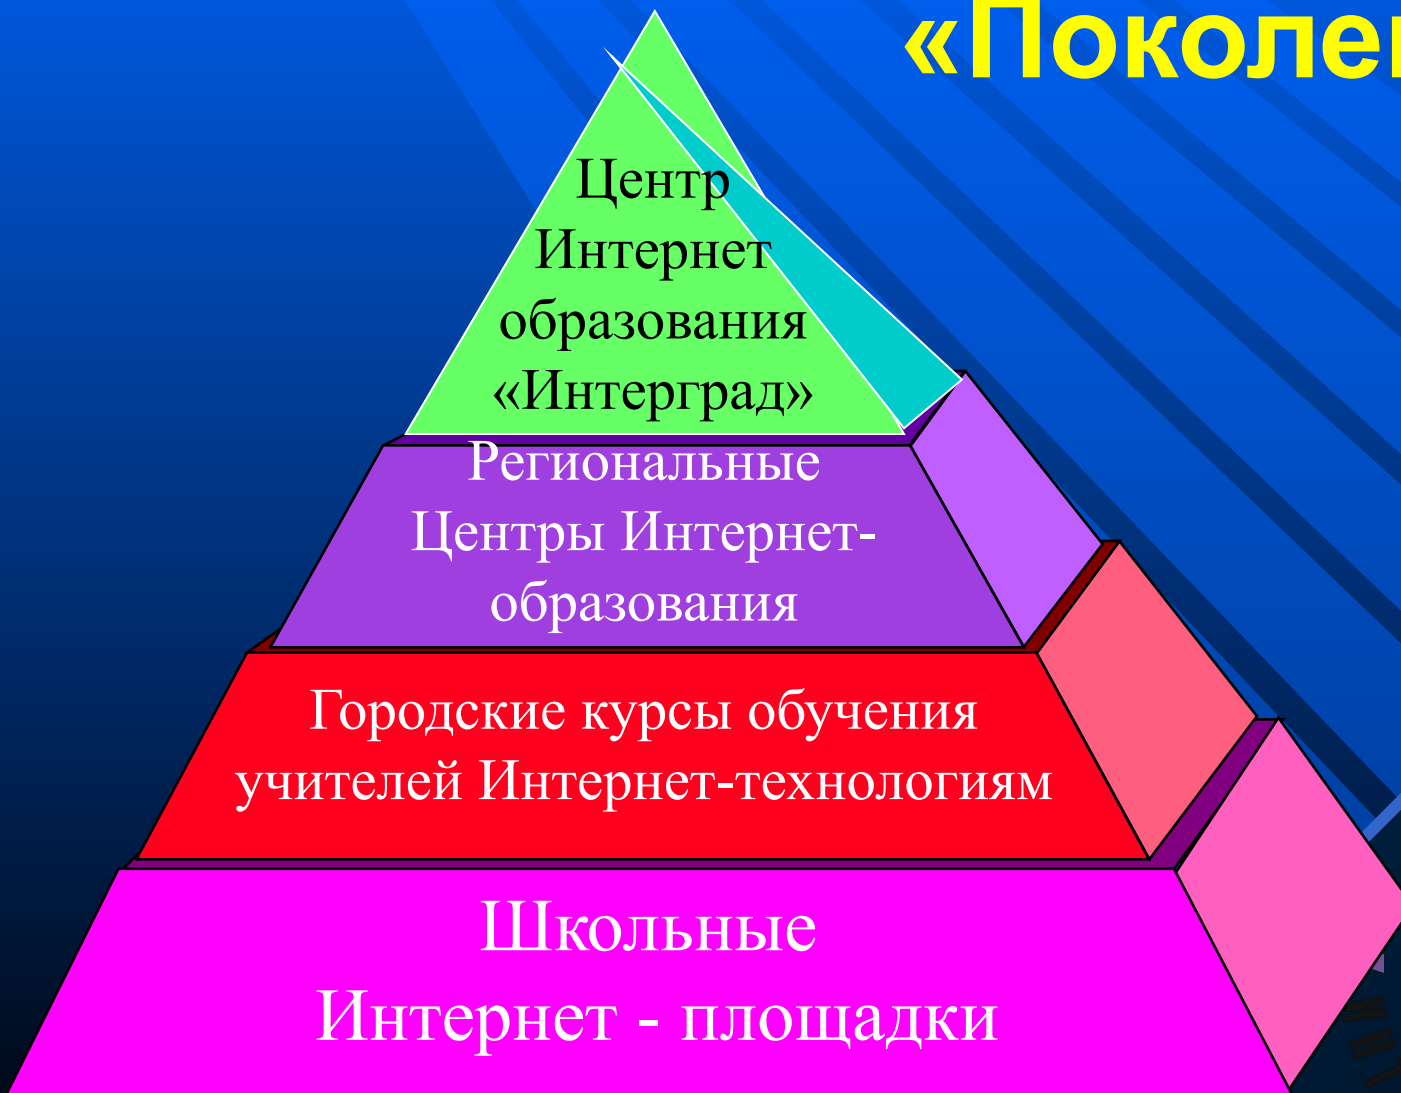 «Поколе
Центр
Интернет
образования
«Интерград»
Региональные
Центры Интернет-
образования
Городские курсы обучения
учителей Интернет-технологиям
Школьные
Интернет - площадки